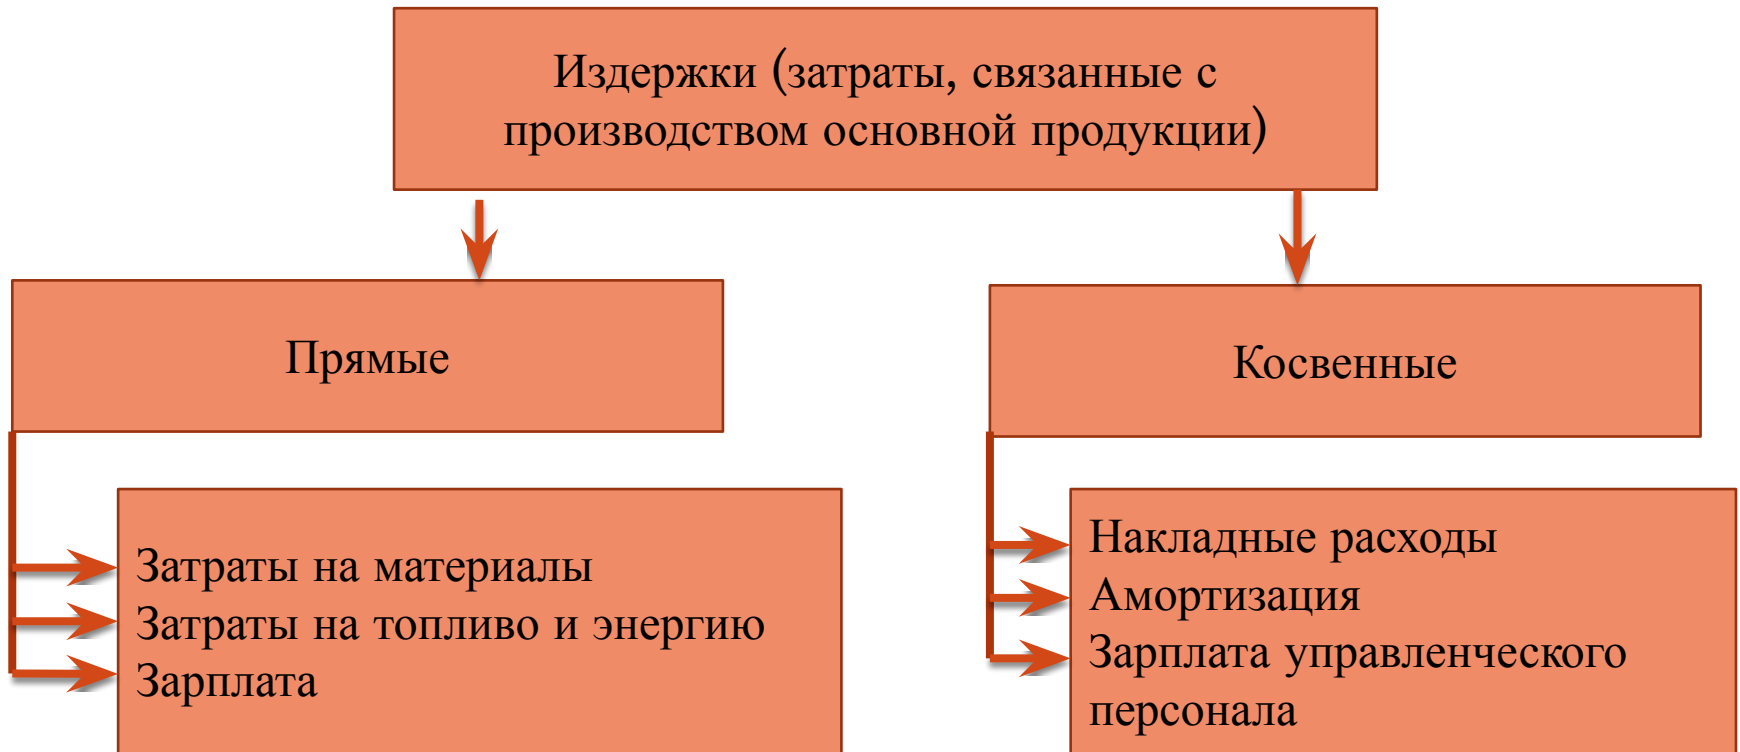 Издержки (затраты, связанные с
производством основной продукции)
Прямые
Косвенные
Затраты на материалы
Затраты на топливо и энергию
Зарплата
Накладные расходы
Амортизация
Зарплата управленческого
персонала